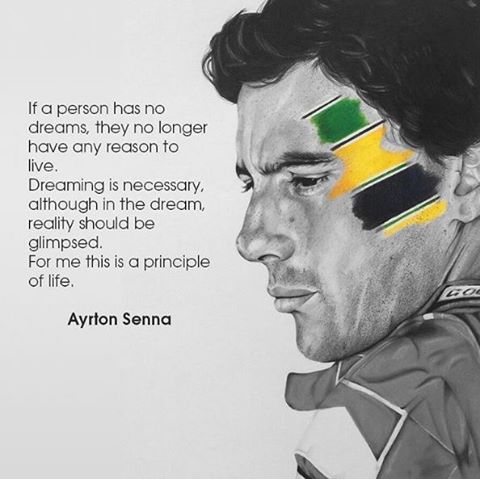 If a person has no
dreams, they no longer
have any reason to
live.
Dreaming is necessary,
although in the dream,
reality should be
glimpsed.
For me this is a principle
of life.
Ayrton Senna